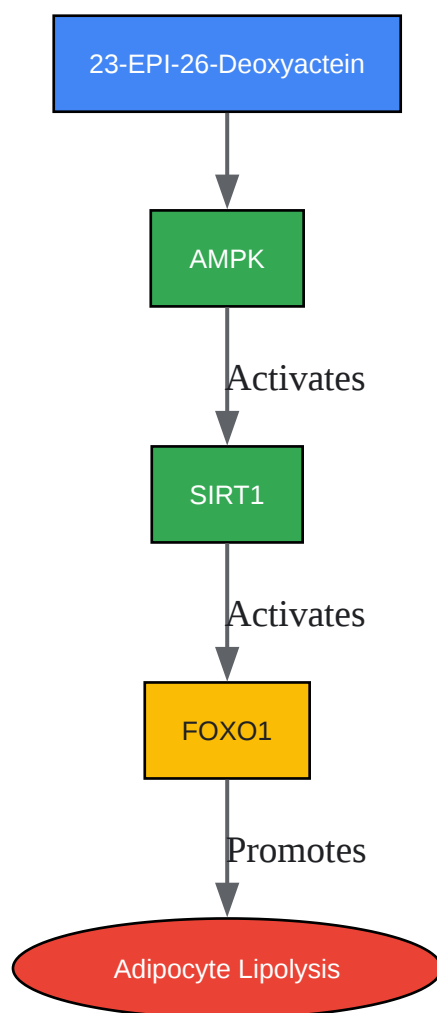 23-EPI-26-Deoxyactein
AMPK
Activates
SIRT1
Activates
FOXO1
Promotes
Adipocyte Lipolysis